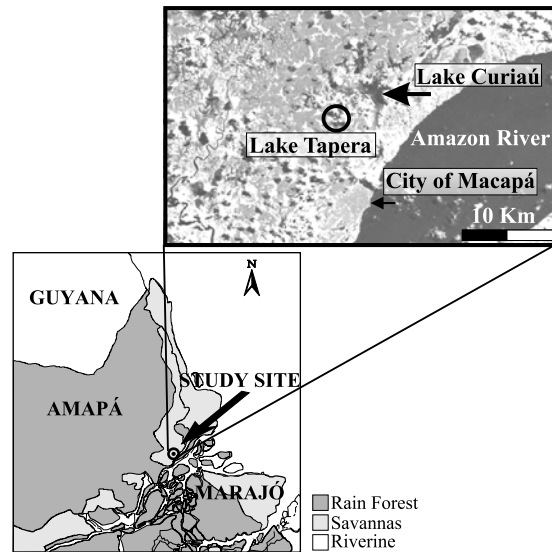 Lake Curiaú
Lake Tapera
Amazon River
City of Macapá
10 Km
N
GUYANA
STUDY SITE
AMAPÁ
MARAJÓ
Rain Forest
Savannas
Riverine